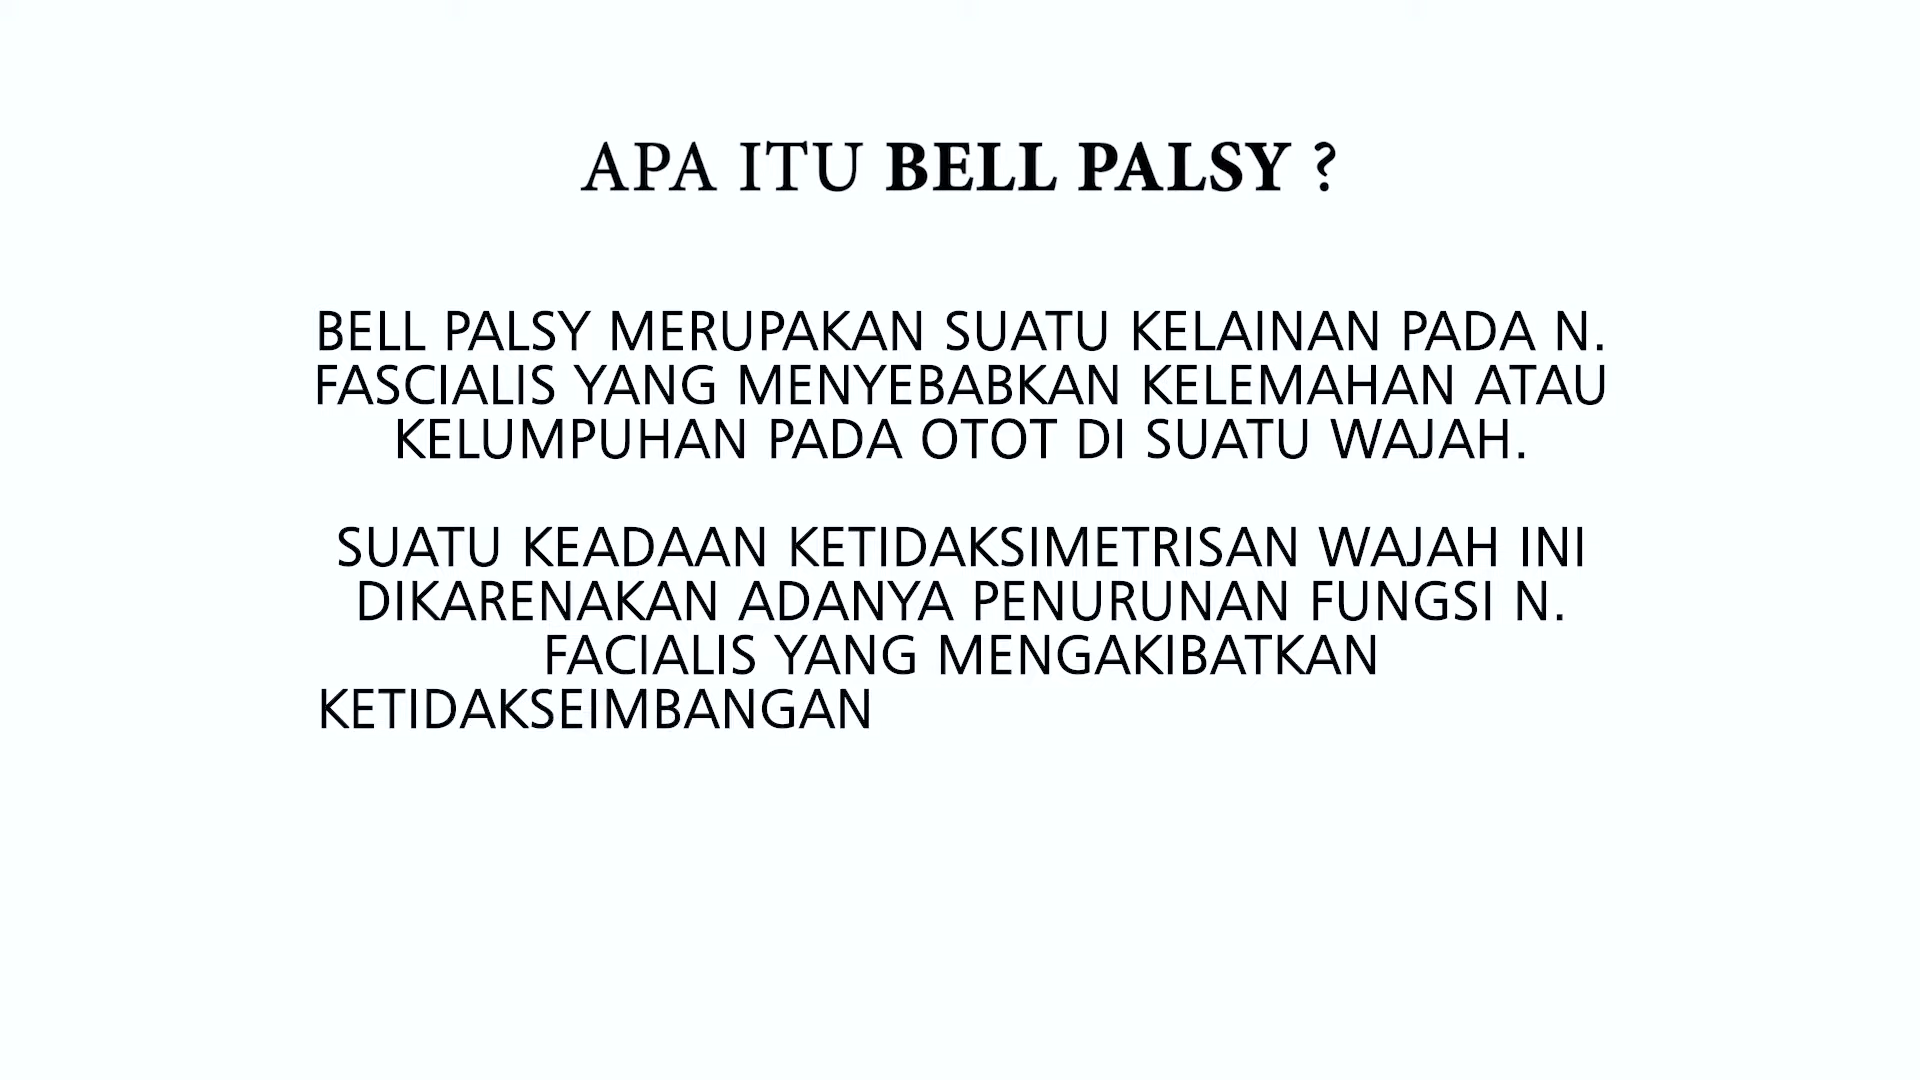 APA ITU BELL PALSY ?
BELL PALSY MERUPAKAN SUATU KELAINAN PADA N.
FASCIALIS YANG MENYEBABKAN KELEMAHAN ATAU
KELUMPUHAN PADA OTOT DI SUATU WAJAH.
SUATU KEADAAN KETIDAKSIMETRISAN WAJAH INI
DIKARENAKAN ADANYA PENURUNAN FUNGSI N.
FACIALIS YANG MENGAKIBATKAN
KETIDAKSEIMBANGAN